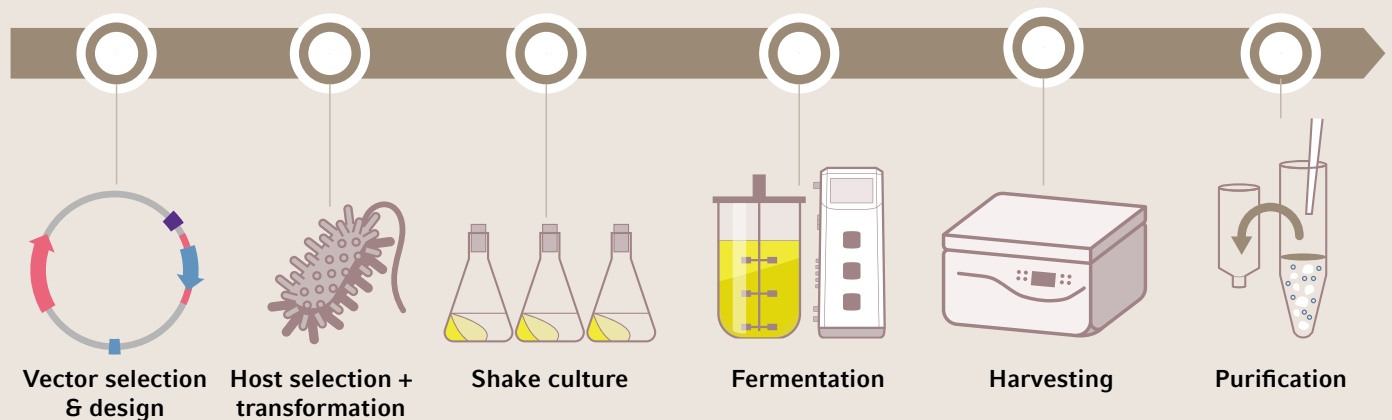 Vector selection
& design
Host selection +
transformation
Shake culture
Fermentation
Harvesting
Purification